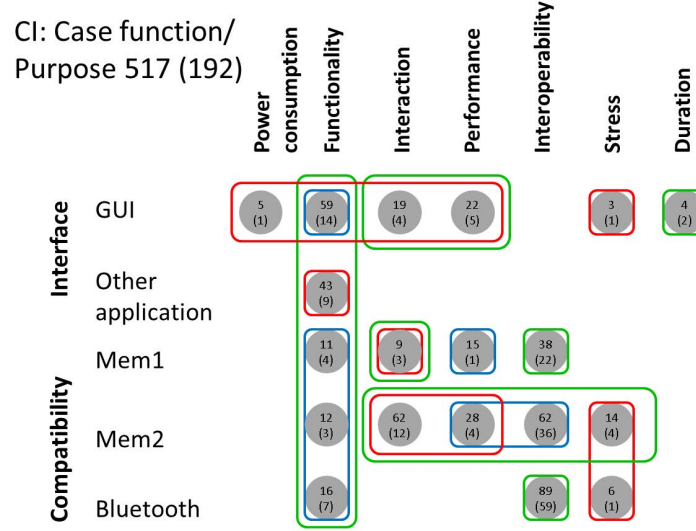 CI: Case function/
Purpose 517 (192)
Power
consumption
Functionality
Interaction
Performance
Interoperability
Stress
Duration
Interface
GUI
5
(1)
59
(14)
19
(4)
22
(5)
3
(1)
4
(2)
Other
application
43
(9)
Compatibility
Mem1
11
(4)
9
(3)
15
(1)
38
(22)
Mem2
12
(3)
62
(12)
28
(4)
62
(36)
14
(4)
Bluetooth
16
(7)
89
(59)
6
(1)